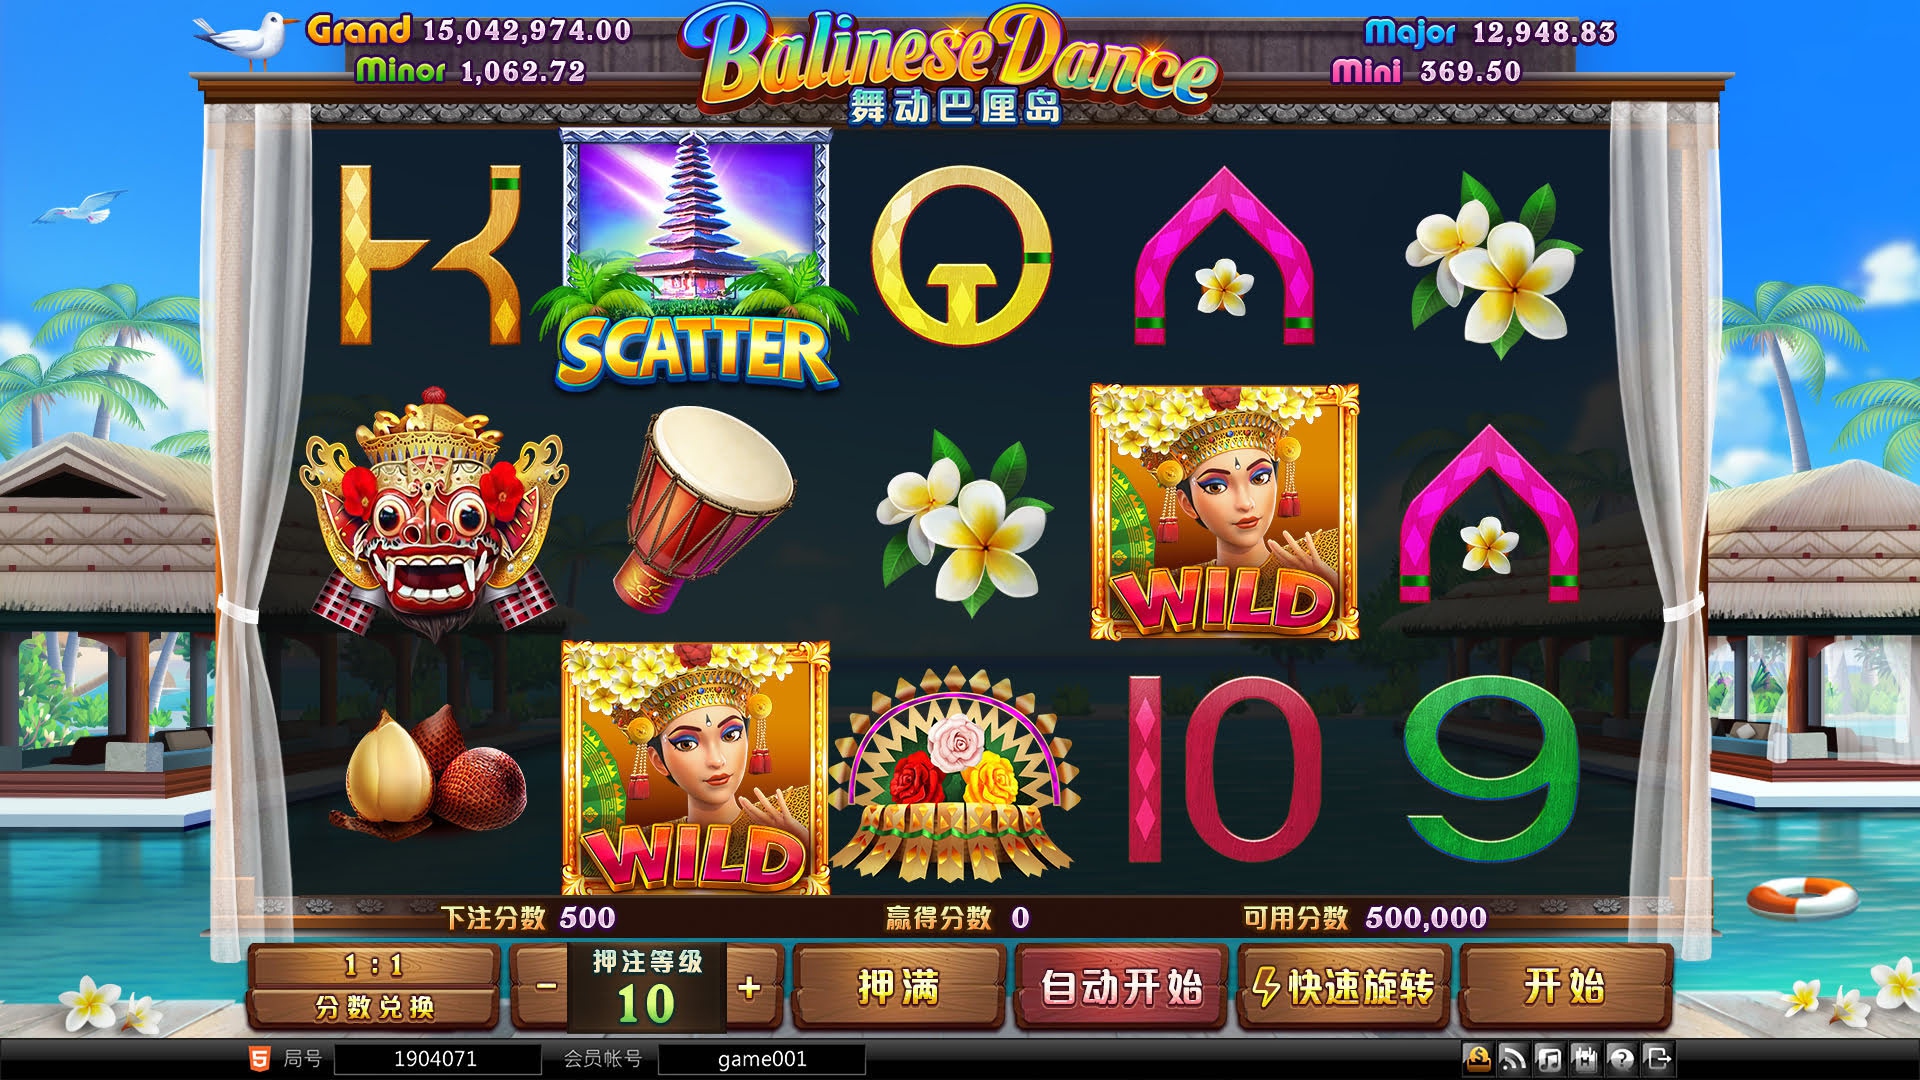 Grand 15,042,974.00
Minor 1,062.72
Balinese Dance
舞动巴厘岛
Major 12,948.83
Mini 369.50
K
SCATTER
Q
A
WILD
A
WILD
10
9
下注分数 500
赢得分数 0
可用分数 500,000
1 : 1
分数兑换
−
押注等级
10
+
押满
自动开始
快速旋转
开始
5 局号 1904071 会员帐号 game001